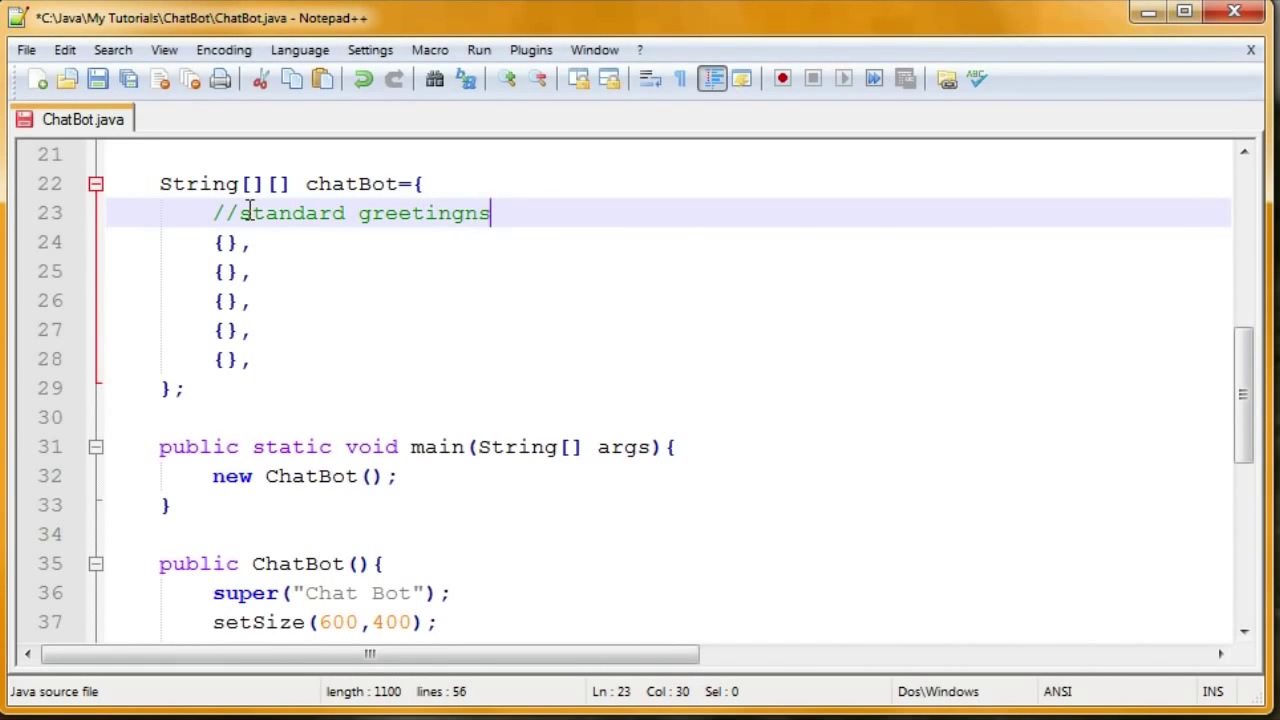 *C:\Java\My Tutorials\ChatBot\ChatBot.java - Notepad++
File Edit Search View Encoding Language Settings Macro Run Plugins Window ? X
ABC
ChatBot.java
21
22 String[][] chatBot={
23 //standard greetingns
24 {},
25 {},
26 {},
27 {},
28 {},
29 };
30
31 public static void main(String[] args){
32 new ChatBot();
33 }
34
35 public ChatBot(){
36 super("Chat Bot");
37 setSize(600,400);
Java source file length : 1100 lines : 56 Ln : 23 Col : 30 Sel : 0 Dos\Windows ANSI INS